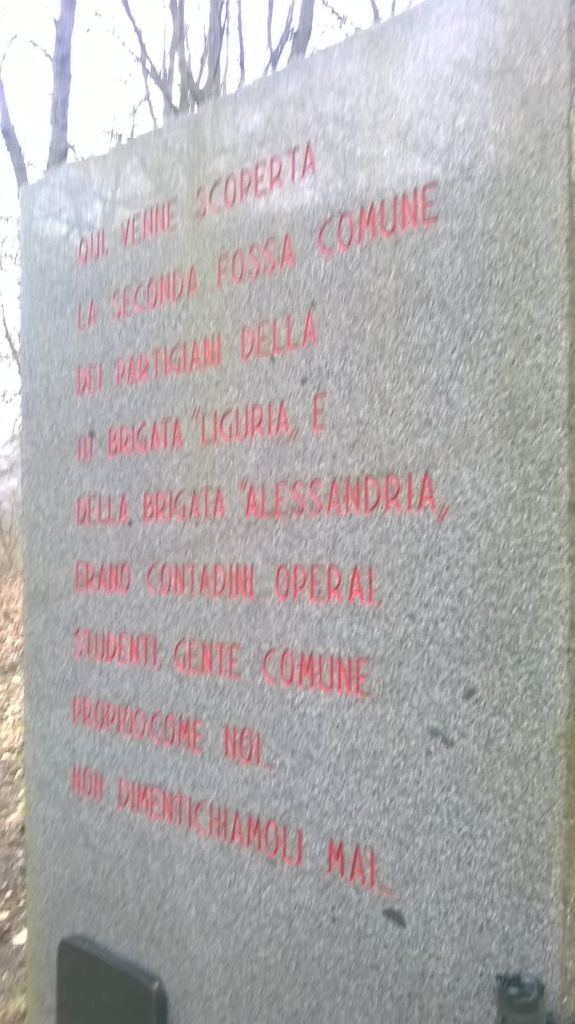 QUI, VENNE SCOPERTA
LA SECONDA FOSSA COMUNE
DEI PARTIGIANI DELLA
III BRIGATA "LIGURIA„ E
DELLA BRIGATA "ALESSANDRIA„
ERANO CONTADINI, OPERAI,
STUDENTI, GENTE COMUNE
PROPRIO COME NOI...
NON DIMENTICHIAMOLI MAI...